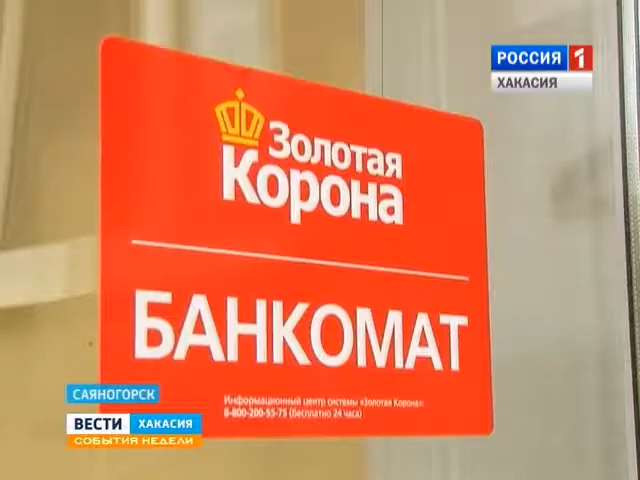 РОССИЯ 1
ХАКАСИЯ
Золотая
Корона
БАНКОМАТ
Информационный центр системы «Золотая Корона»:
8-800-200-55-75 (бесплатно 24 часа)
САЯНОГОРСК
ВЕСТИ ХАКАСИЯ
СОБЫТИЯ НЕДЕЛИ